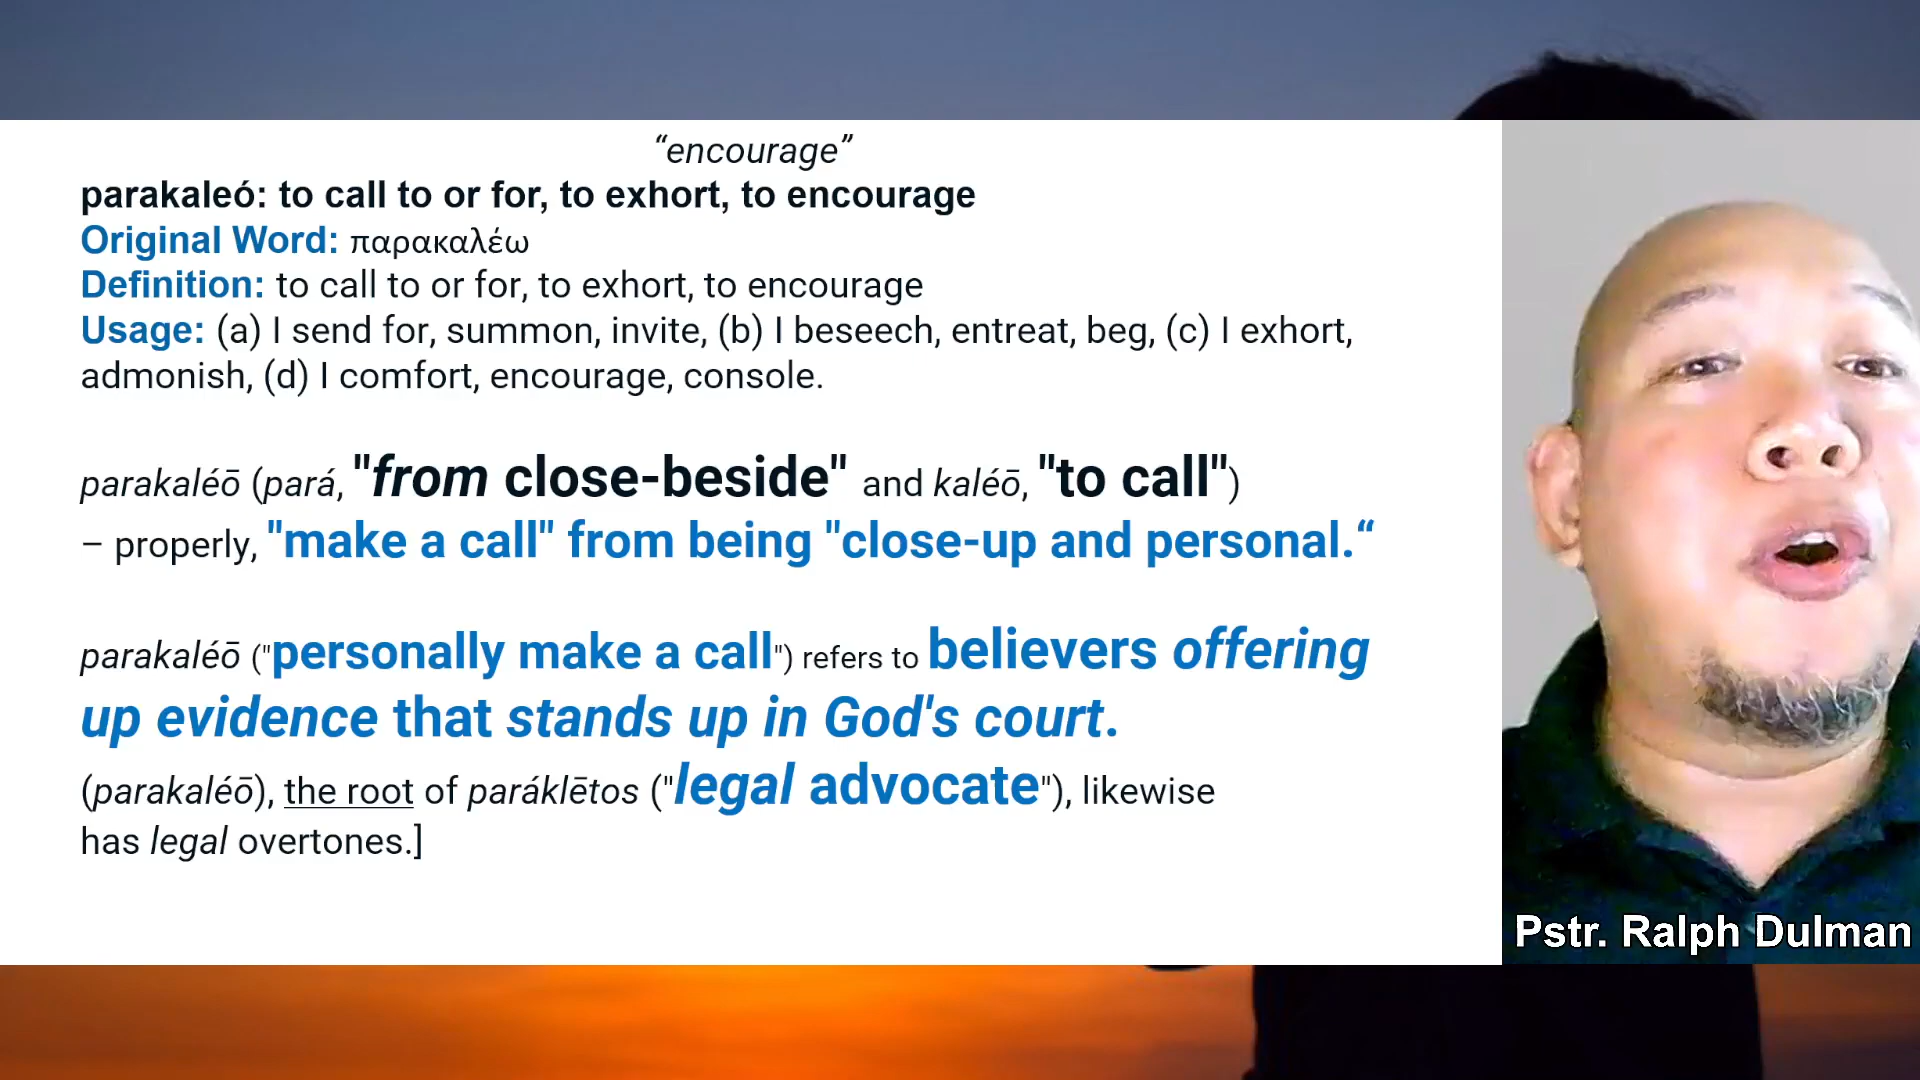 “encourage”
parakaleó: to call to or for, to exhort, to encourage
Original Word: παρακαλέω
Definition: to call to or for, to exhort, to encourage
Usage: (a) I send for, summon, invite, (b) I beseech, entreat, beg, (c) I exhort,
admonish, (d) I comfort, encourage, console.
parakaléō (pará, "from close-beside" and kaléō, "to call")
– properly, "make a call" from being "close-up and personal.“
parakaléō ("personally make a call") refers to believers offering
up evidence that stands up in God's court.
(parakaléō), the root of paráklētos ("legal advocate"), likewise
has legal overtones.]
Pstr. Ralph Dulman